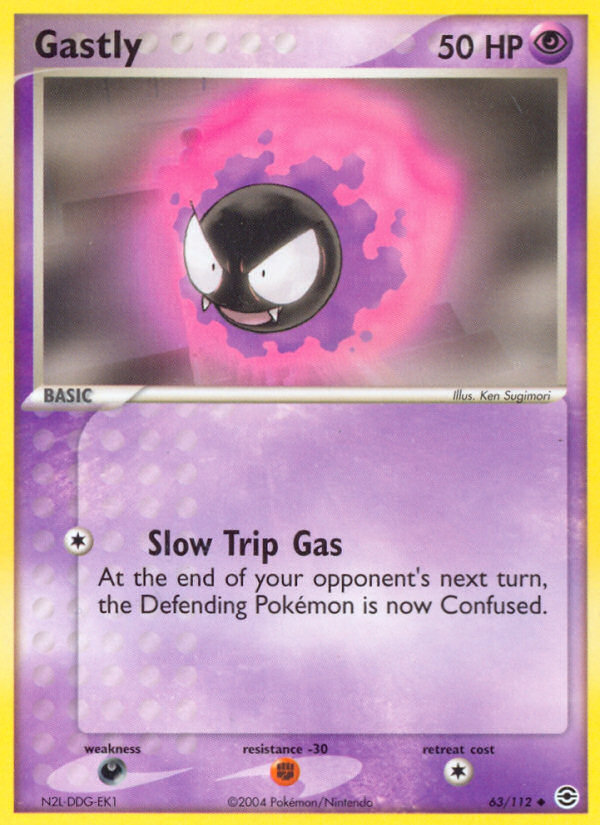 Gastly 50 HP
BASIC Illus. Ken Sugimori
Slow Trip Gas
At the end of your opponent's next turn,
the Defending Pokémon is now Confused.
weakness resistance -30 retreat cost
N2L-DDG-EK1 ©2004 Pokémon/Nintendo 63/112